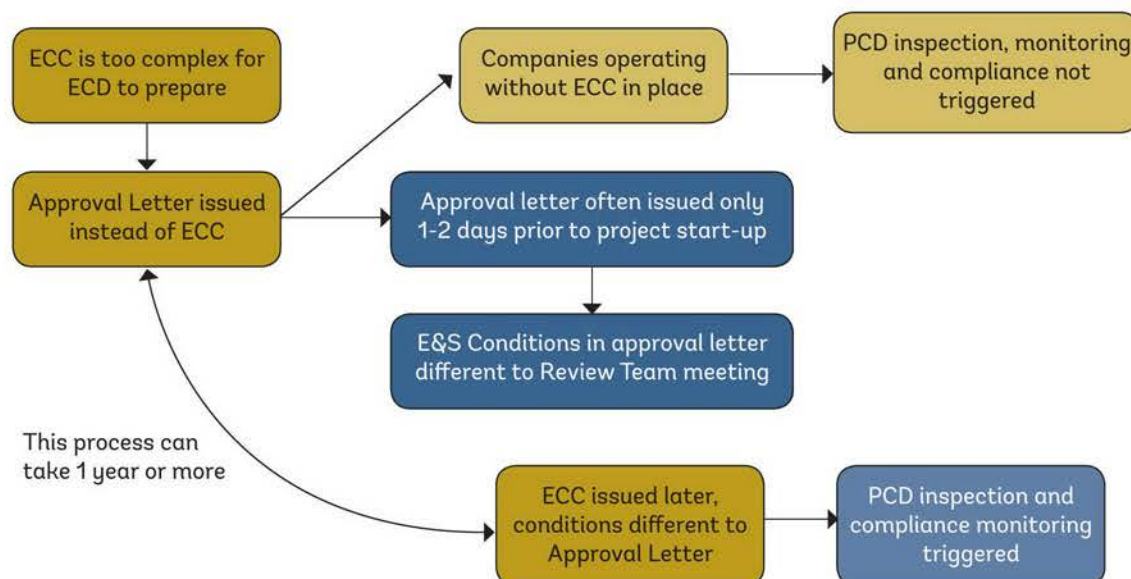 ECC is too complex for
ECD to prepare
Companies operating
without ECC in place
PCD inspection, monitoring
and compliance not
triggered
Approval Letter issued
instead of ECC
Approval letter often issued only
1-2 days prior to project start-up
E&S Conditions in approval letter
different to Review Team meeting
This process can
take 1 year or more
ECC issued later,
conditions different to
Approval Letter
PCD inspection and
compliance monitoring
triggered